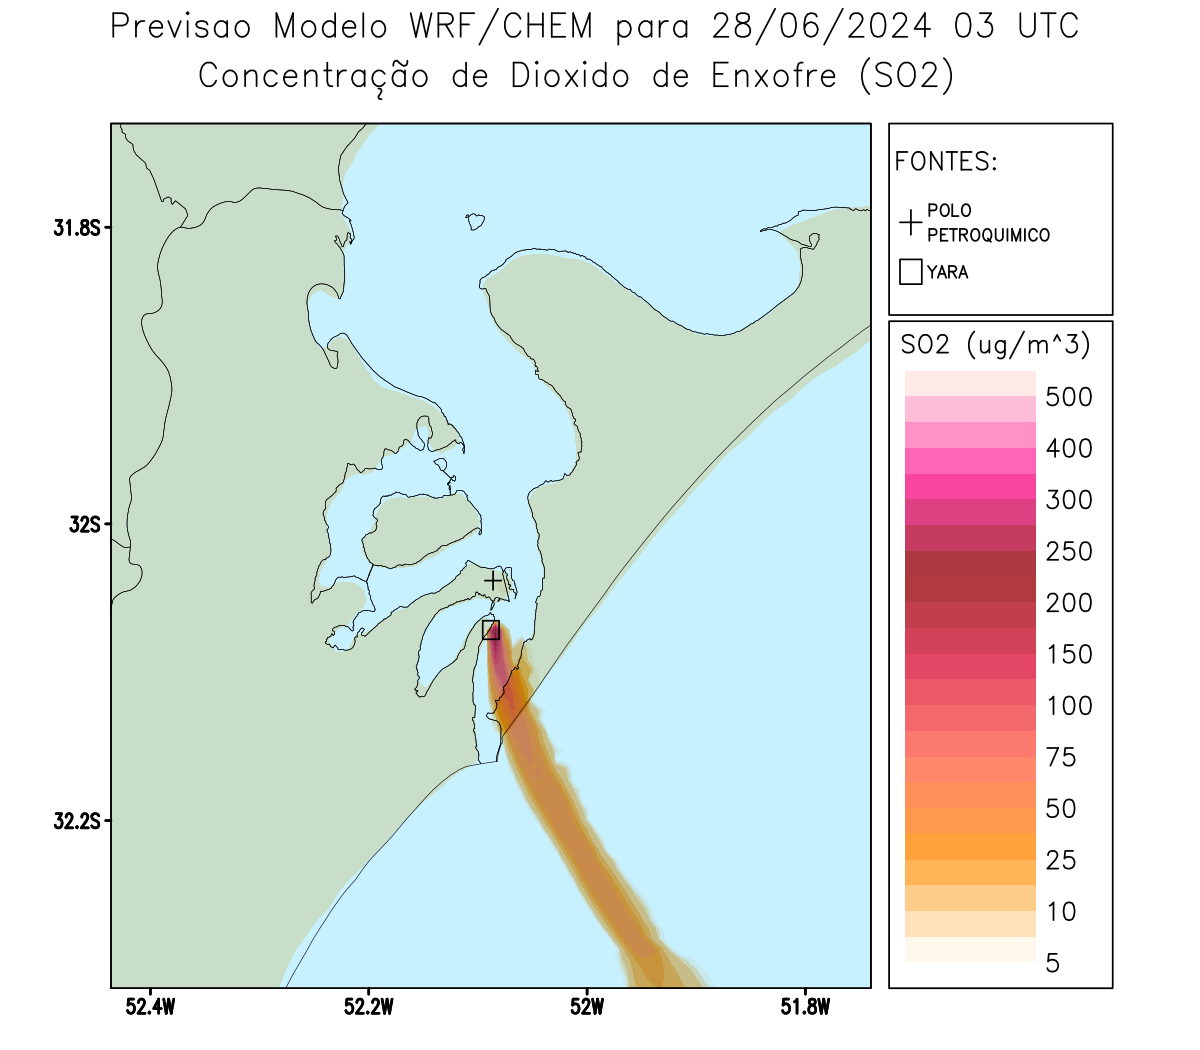 Previsao Modelo WRF/CHEM para 28/06/2024 03 UTC
Concentração de Dioxido de Enxofre (SO2)
FONTES:
POLO
PETROQUIMICO
YARA
31.8S
32S
32.2S
52.4W
52.2W
52W
51.8W
SO2 (ug/m^3)
500
400
300
250
200
150
100
75
50
25
10
5